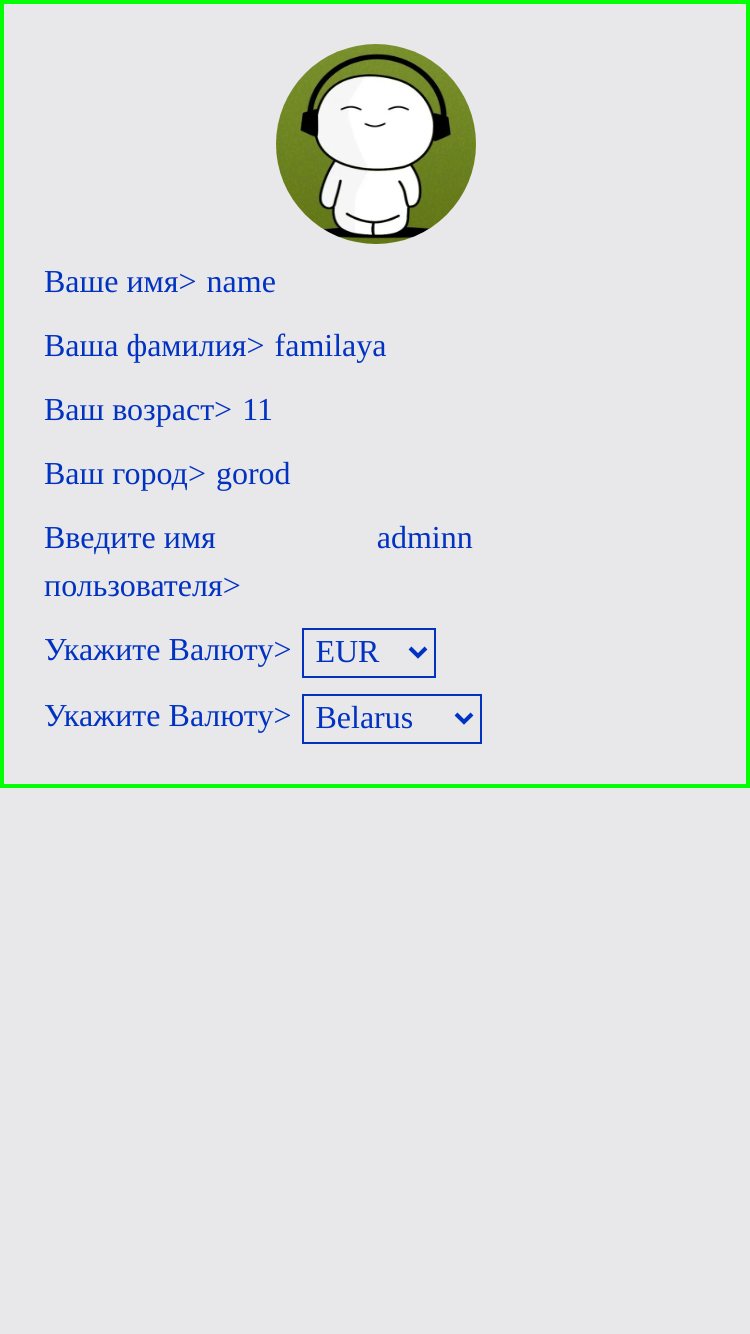 Ваше имя> name
Ваша фамилия> familaya
Ваш возраст> 11
Ваш город> gorod
Введите имя adminn
пользователя>
Укажите Валюту> EUR
Укажите Валюту> Belarus